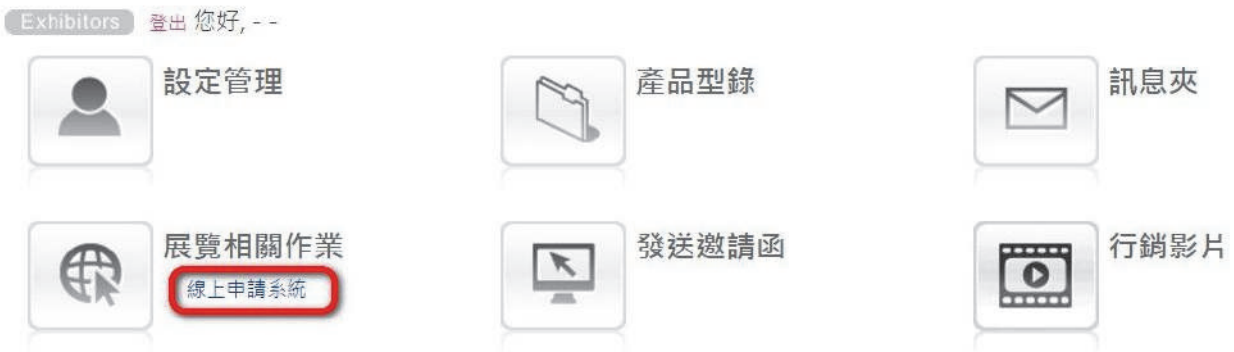 Exhibitors 登出 您好, - -
設定管理
產品型錄
訊息夾
展覽相關作業
線上申請系統
發送邀請函
行銷影片